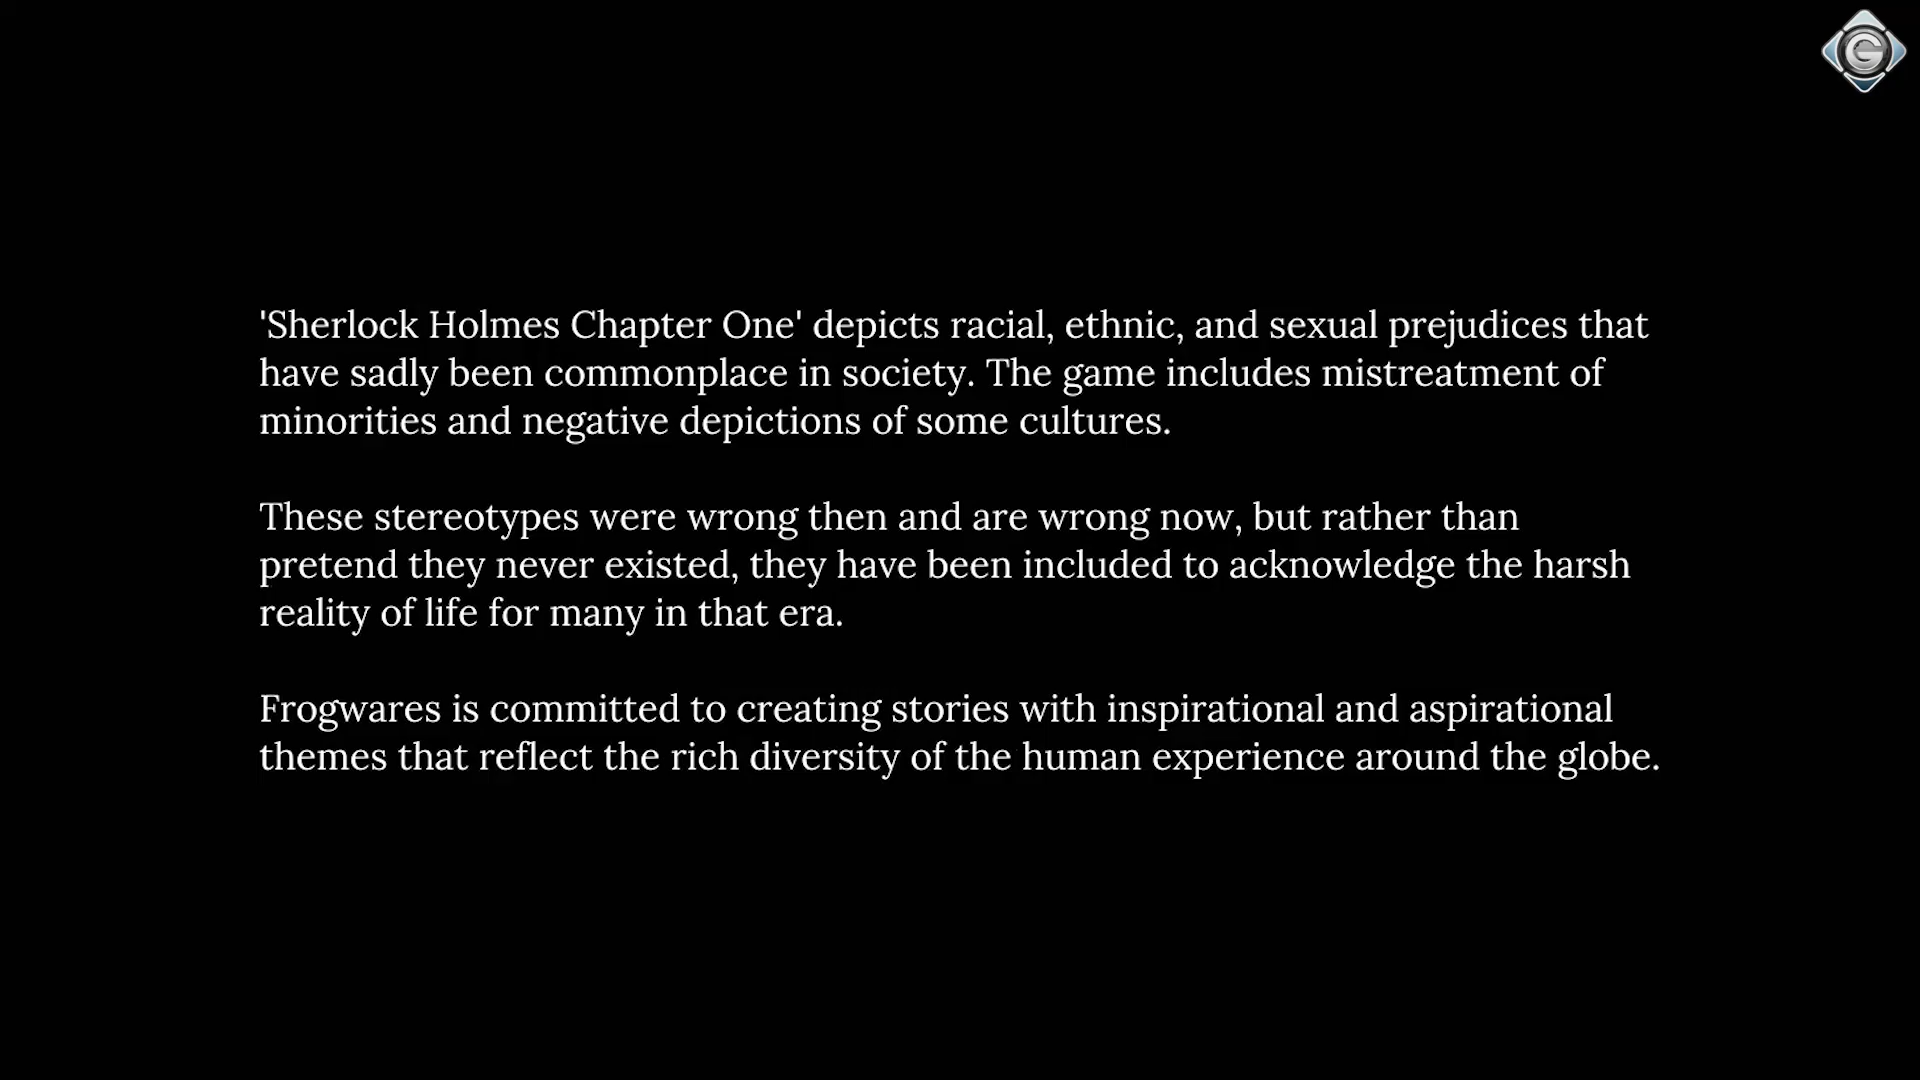 'Sherlock Holmes Chapter One' depicts racial, ethnic, and sexual prejudices that
have sadly been commonplace in society. The game includes mistreatment of
minorities and negative depictions of some cultures.
These stereotypes were wrong then and are wrong now, but rather than
pretend they never existed, they have been included to acknowledge the harsh
reality of life for many in that era.
Frogwares is committed to creating stories with inspirational and aspirational
themes that reflect the rich diversity of the human experience around the globe.
G